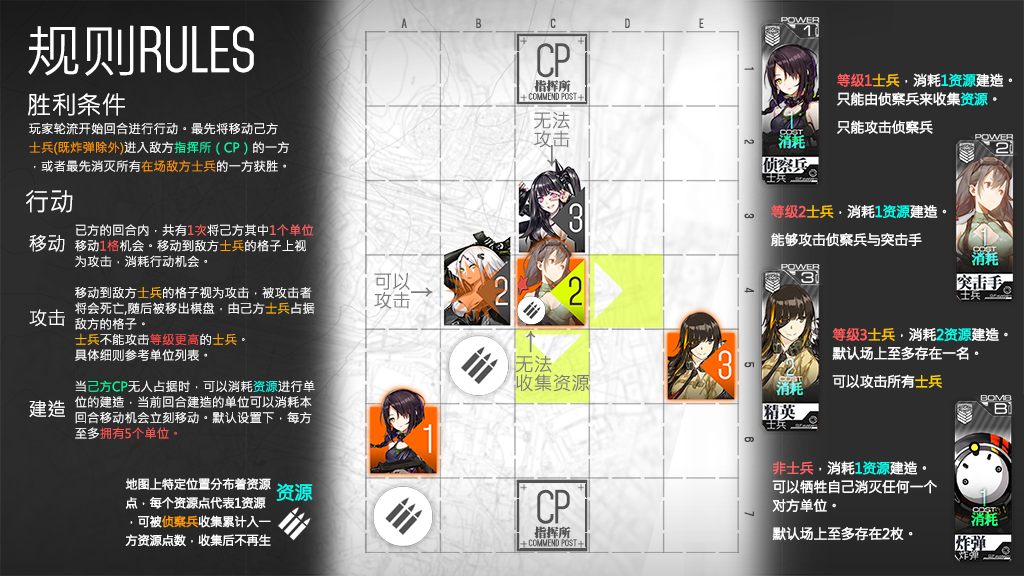 规则RULES
胜利条件
玩家轮流开始回合进行行动。最先将移动己方
士兵(既炸弹除外)进入敌方指挥所（CP）的一方
，或者最先消灭所有在场敌方士兵的一方获胜。
行动
移动
己方的回合内，共有1次将己方其中1个单位
移动1格机会。移动到敌方士兵的格子上视
为攻击，消耗行动机会。
攻击
移动到敌方士兵的格子视为攻击，被攻击者
将会死亡,随后被移出棋盘，由己方士兵占据
敌方的格子。
士兵不能攻击等级更高的士兵。
具体细则参考单位列表。
建造
当己方CP无人占据时，可以消耗资源进行单
位的建造，当前回合建造的单位可以消耗本
回合移动机会立刻移动。默认设置下，每方
至多拥有5个单位。
地图上特定位置分布着资源
点，每个资源点代表1资源
，可被侦察兵收集累计入一
方资源点数，收集后不再生
资源
A B C D E
1
2
3
4
5
6
7
CP
指挥所
COMMEND POST
无法
攻击
3
可以
攻击
2
2
无法
收集资源
3
1
CP
指挥所
COMMEND POST
POWER
1
1
COST
消耗
侦察兵
士兵
等级1士兵，消耗1资源建造。
只能由侦察兵来收集资源。
只能攻击侦察兵
POWER
2
1
COST
消耗
突击手
士兵
等级2士兵，消耗1资源建造。
能够攻击侦察兵与突击手
POWER
3
2
COST
消耗
精英
士兵
等级3士兵，消耗2资源建造。
默认场上至多存在一名。
可以攻击所有士兵
BOMB
B
1
COST
消耗
炸弹
炸弹
非士兵，消耗1资源建造。
可以牺牲自己消灭任何一个
对方单位。
默认场上至多存在2枚。